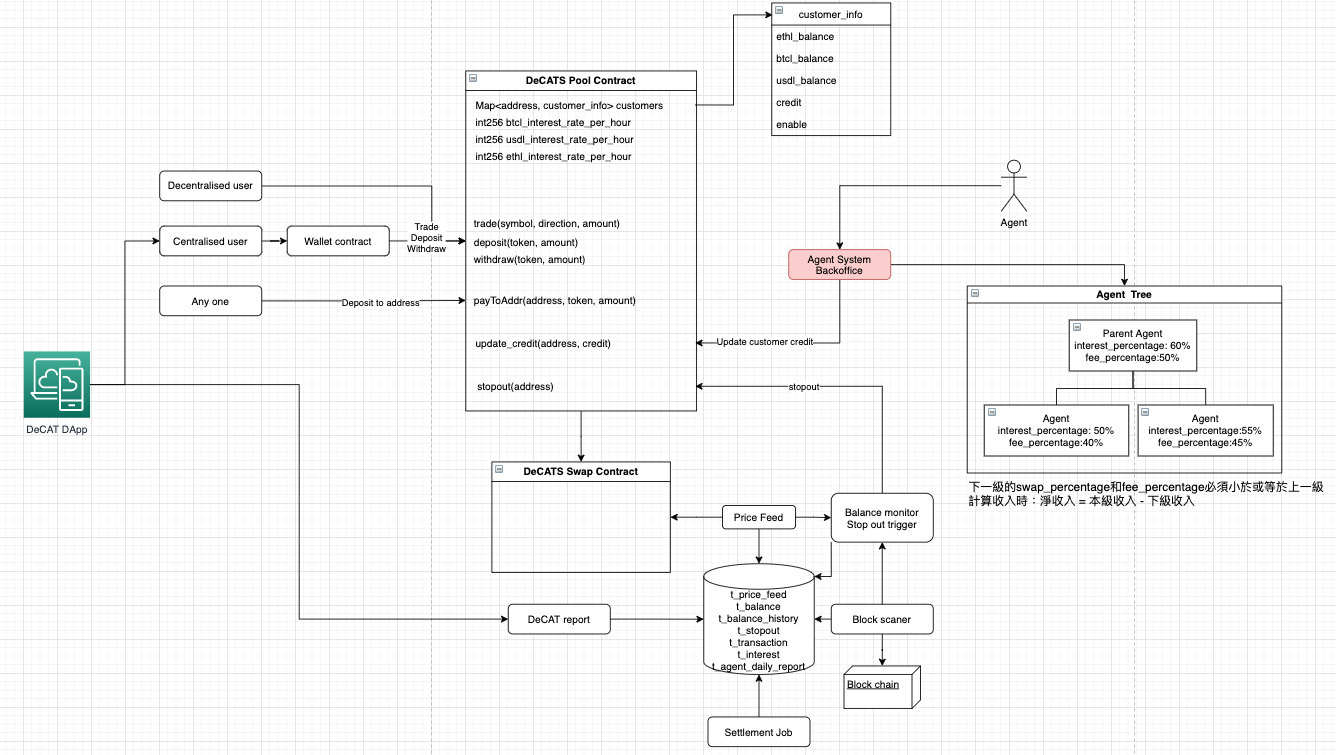 customer_info
ethl_balance
btcl_balance
usdl_balance
credit
enable
DeCATS Pool Contract
Map<address, customer_info> customers
int256 btcl_interest_rate_per_hour
int256 usdl_interest_rate_per_hour
int256 ethl_interest_rate_per_hour
trade(symbol, direction, amount)
deposit(token, amount)
withdraw(token, amount)
payToAddr(address, token, amount)
update_credit(address, credit)
stopout(address)
Decentralised user
Centralised user
Wallet contract
Trade
Deposit
Withdraw
Any one
Deposit to address
DeCAT DApp
Agent
Agent System
Backoffice
Update customer credit
stopout
Agent Tree
Parent Agent
interest_percentage: 60%
fee_percentage:50%
Agent
interest_percentage: 50%
fee_percentage:40%
Agent
interest_percentage:55%
fee_percentage:45%
下一級的swap_percentage和fee_percentage必須小於或等於上一級
計算收入時：淨收入 = 本級收入 - 下級收入
DeCATS Swap Contract
Price Feed
Balance monitor
Stop out trigger
t_price_feed
t_balance
t_balance_history
t_stopout
t_transaction
t_interest
t_agent_daily_report
DeCAT report
Block scaner
Block chain
Settlement Job